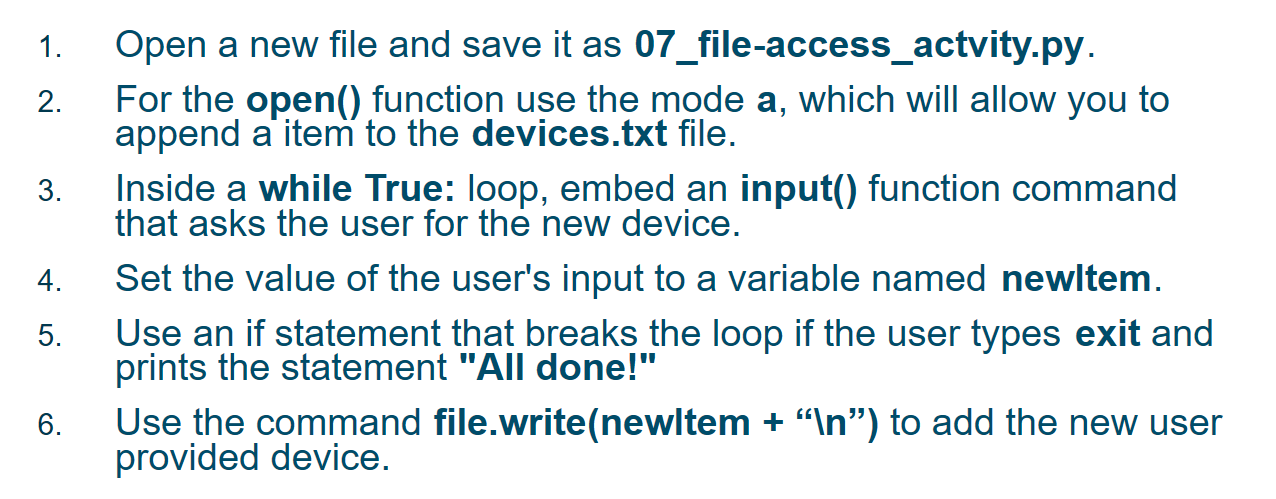 1. Open a new file and save it as 07_file-access_actvity.py.
2. For the open() function use the mode a, which will allow you to
append a item to the devices.txt file.
3. Inside a while True: loop, embed an input() function command
that asks the user for the new device.
4. Set the value of the user's input to a variable named newItem.
5. Use an if statement that breaks the loop if the user types exit and
prints the statement "All done!"
6. Use the command file.write(newItem + “\n”) to add the new user
provided device.